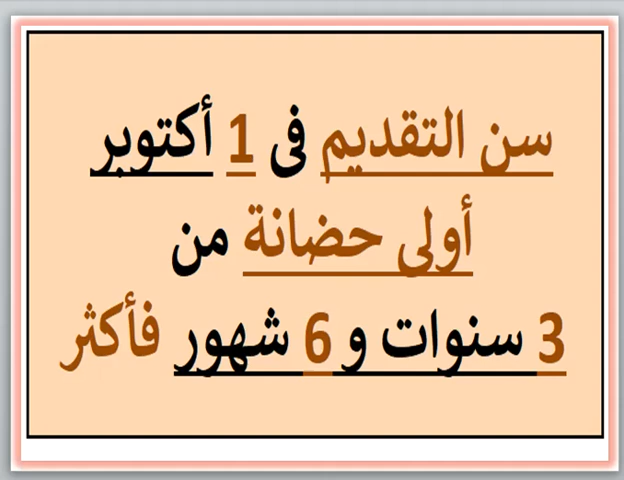 سن التقديم فى 1 أكتوبر
أولى حضانة من
3 سنوات و 6 شهور فأكثر